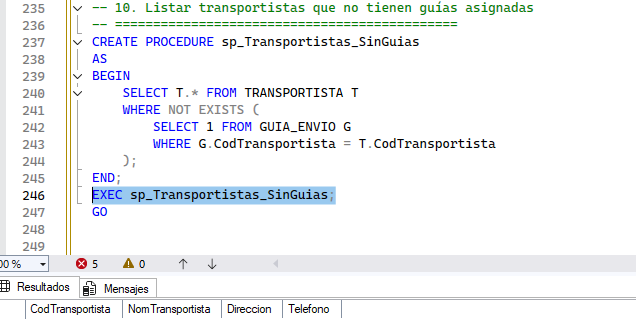 235 -- 10. Listar transportistas que no tienen guías asignadas
236 -- =============================================
237 CREATE PROCEDURE sp_Transportistas_SinGuias
238 AS
239 BEGIN
240 SELECT T.* FROM TRANSPORTISTA T
241 WHERE NOT EXISTS (
242 SELECT 1 FROM GUIA_ENVIO G
243 WHERE G.CodTransportista = T.CodTransportista
244 );
245 END;
246 EXEC sp_Transportistas_SinGuias;
247 GO
248
249
00 % 5 0
Resultados Mensajes
CodTransportista NomTransportista Direccion Telefono